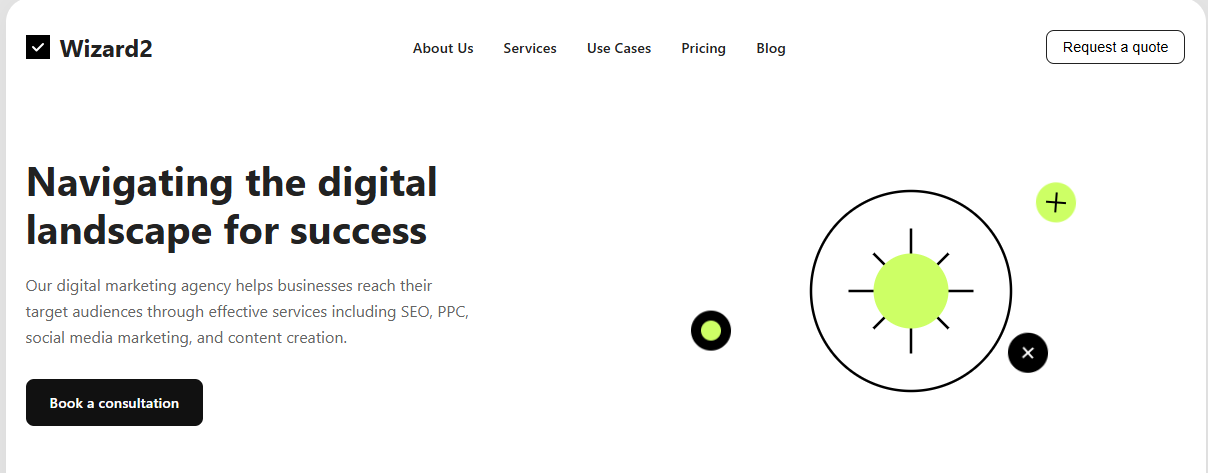 Wizard2
About Us Services Use Cases Pricing Blog
Request a quote
Navigating the digital
landscape for success
Our digital marketing agency helps businesses reach their
target audiences through effective services including SEO, PPC,
social media marketing, and content creation.
Book a consultation